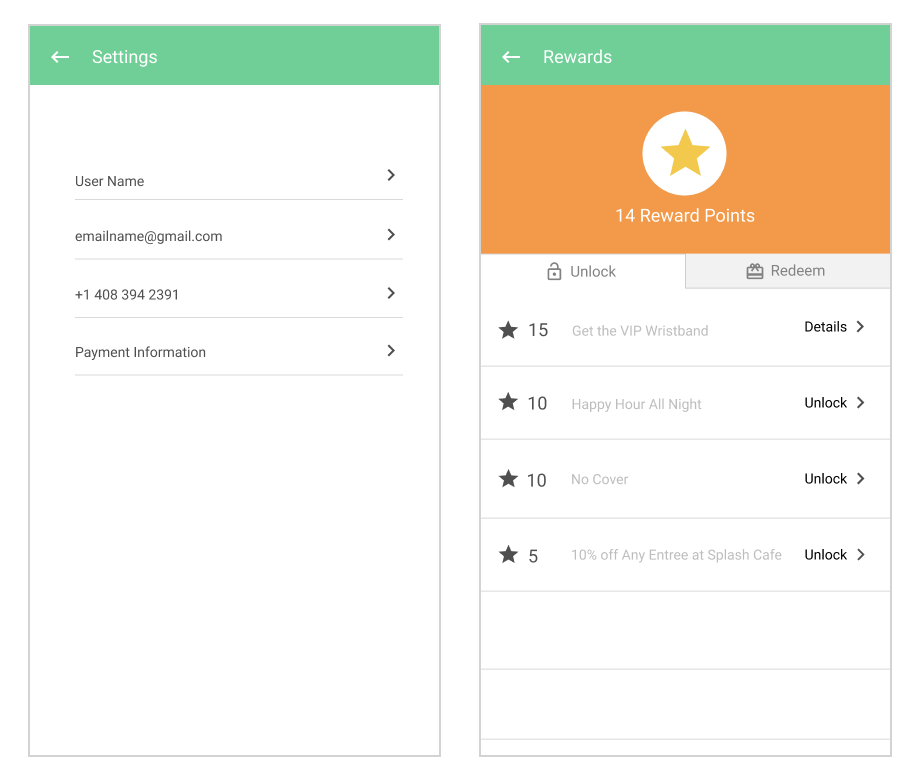 Settings
User Name
emailname@gmail.com
+1 408 394 2391
Payment Information
Rewards
14 Reward Points
Unlock Redeem
15 Get the VIP Wristband Details
10 Happy Hour All Night Unlock
10 No Cover Unlock
5 10% off Any Entree at Splash Cafe Unlock